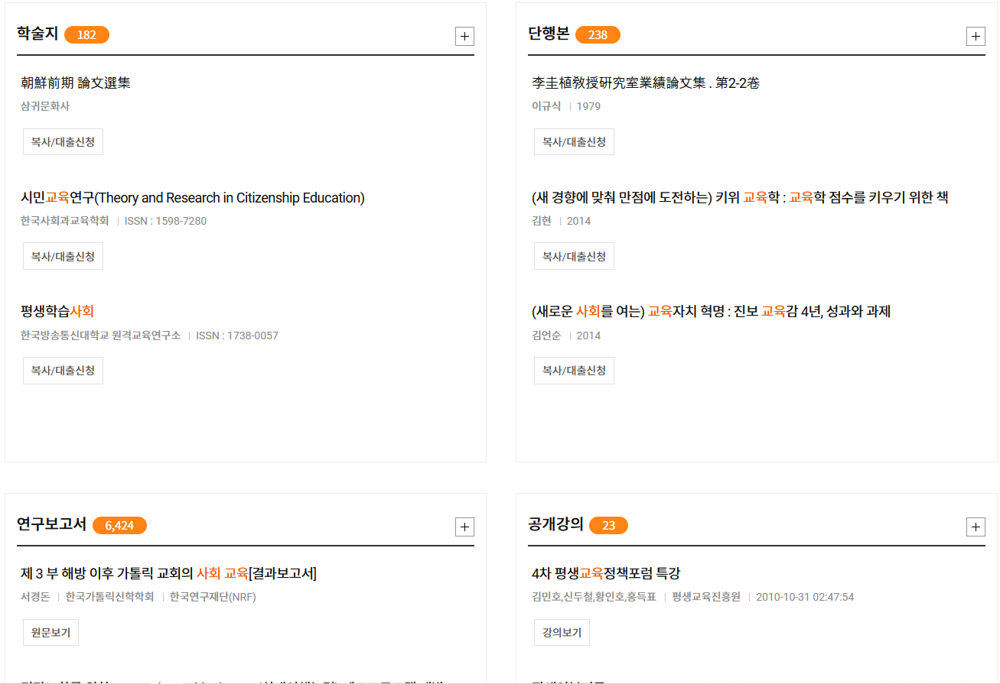 학술지 182
朝鮮前期 論文選集
삼귀문화사
복사/대출신청
시민교육연구(Theory and Research in Citizenship Education)
한국사회과교육학회 | ISSN : 1598-7280
복사/대출신청
평생학습사회
한국방송통신대학교 원격교육연구소 | ISSN : 1738-0057
복사/대출신청
단행본 238
李圭植敎授硏究室業績論文集 . 第2-2卷
이규식 | 1979
복사/대출신청
(새 경향에 맞춰 만점에 도전하는) 키위 교육학 : 교육학 점수를 키우기 위한 책
김현 | 2014
복사/대출신청
(새로운 사회를 여는) 교육자치 혁명 : 진보 교육감 4년, 성과와 과제
김언순 | 2014
복사/대출신청
연구보고서 6,424
제 3 부 해방 이후 가톨릭 교회의 사회 교육[결과보고서]
서경돈 | 한국가톨릭신학학회 | 한국연구재단(NRF)
원문보기
공개강의 23
4차 평생교육정책포럼 특강
김민호,신두철,황인호,홍득표 | 평생교육진흥원 | 2010-10-31 02:47:54
강의보기